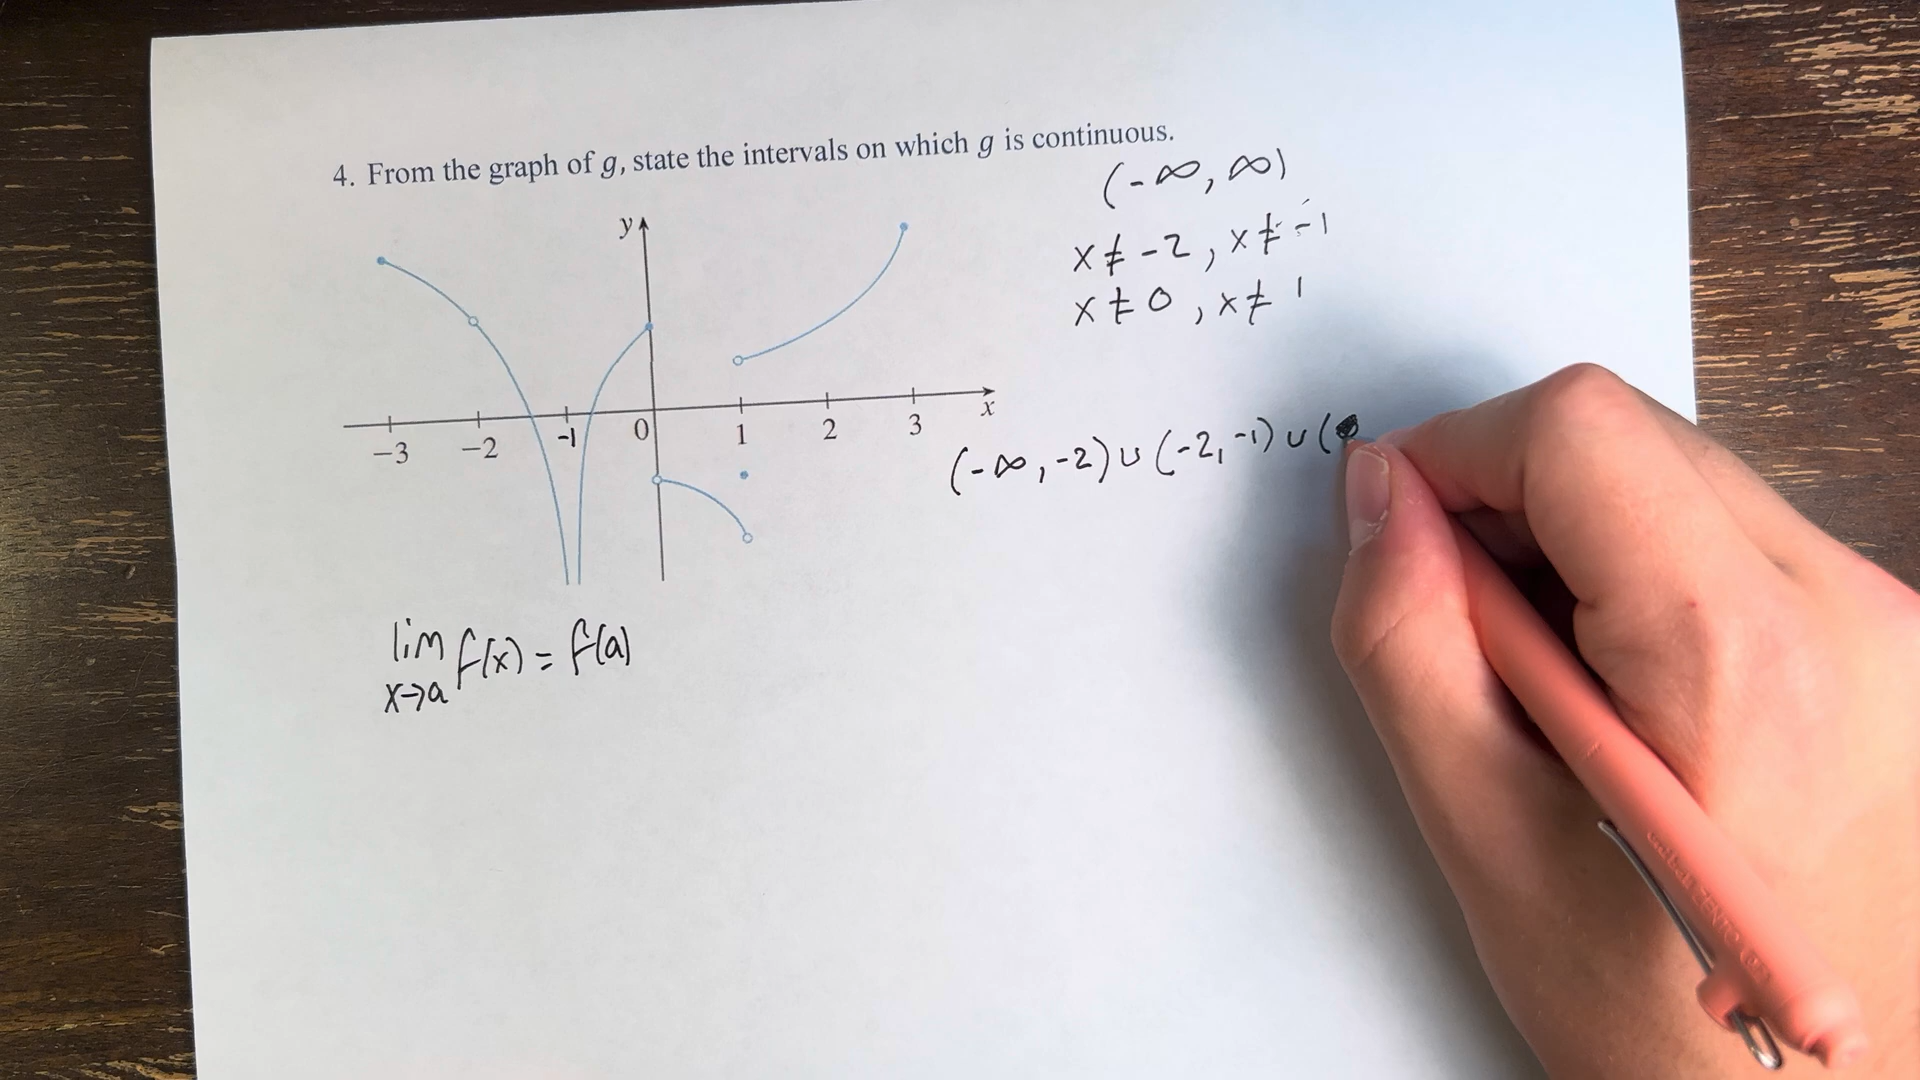 4. From the graph of g, state the intervals on which g is continuous.
(-∞, ∞)
x ≠ -2, x ≠ -1
x ≠ 0, x ≠ 1
y
x
-3 -2 -1 0 1 2 3
(-∞, -2) ∪ (-2, -1) ∪ (
lim f(x) = f(a)
x→a
ZENTO